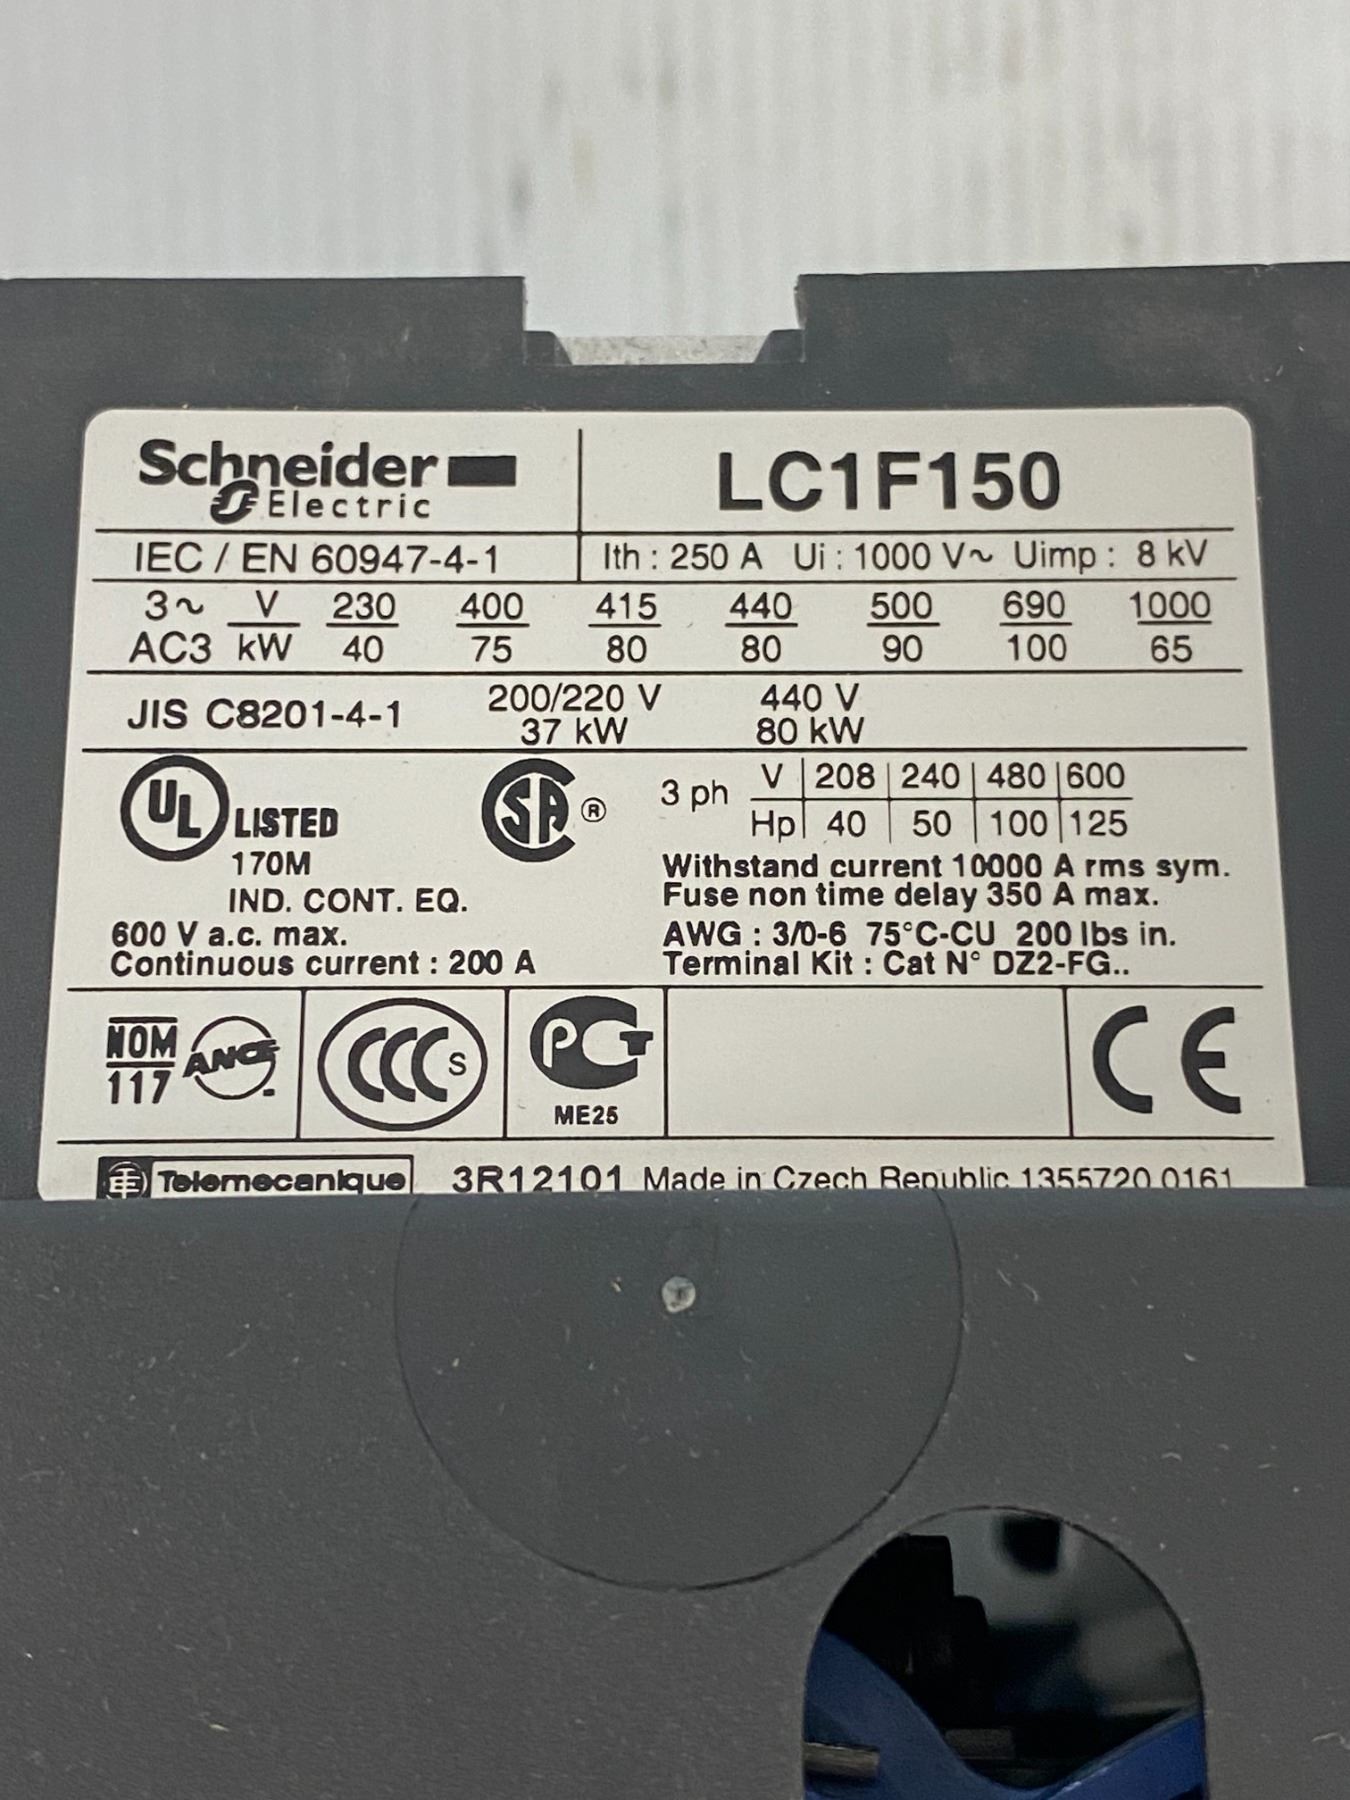 Schneider Electric
LC1F150
IEC / EN 60947-4-1
Ith : 250 A Ui : 1000 V~ Uimp : 8 kV
3~ V 230 400 415 440 500 690 1000
AC3 kW 40 75 80 80 90 100 65
JIS C8201-4-1
200/220 V 440 V
37 kW 80 kW
UL LISTED
170M
IND. CONT. EQ.
600 V a.c. max.
Continuous current : 200 A
SA ®
3 ph V 208 240 480 600
Hp 40 50 100 125
Withstand current 10000 A rms sym.
Fuse non time delay 350 A max.
AWG : 3/0-6 75°C-CU 200 lbs in.
Terminal Kit : Cat N° DZ2-FG..
NOM
117
ANCE
CCC S
PCT
ME25
CE
Telemecanique 3R12101 Made in Czech Republic 1355720 0161